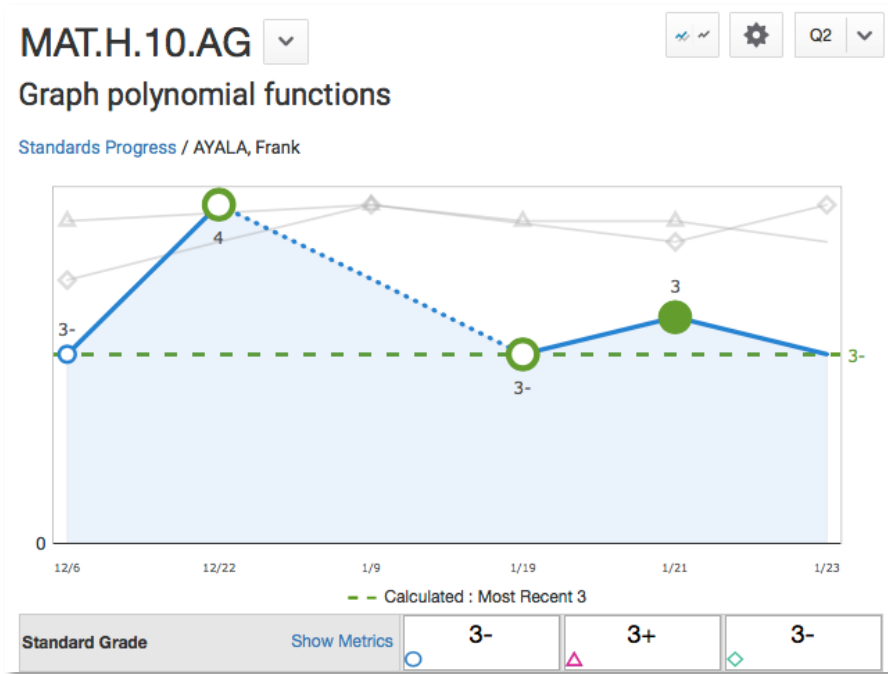 MAT.H.10.AG
Q2
Graph polynomial functions
Standards Progress / AYALA, Frank
4
3-
3
3-
3-
0
12/6 12/22 1/9 1/19 1/21 1/23
Calculated : Most Recent 3
Standard Grade Show Metrics 3- 3+ 3-